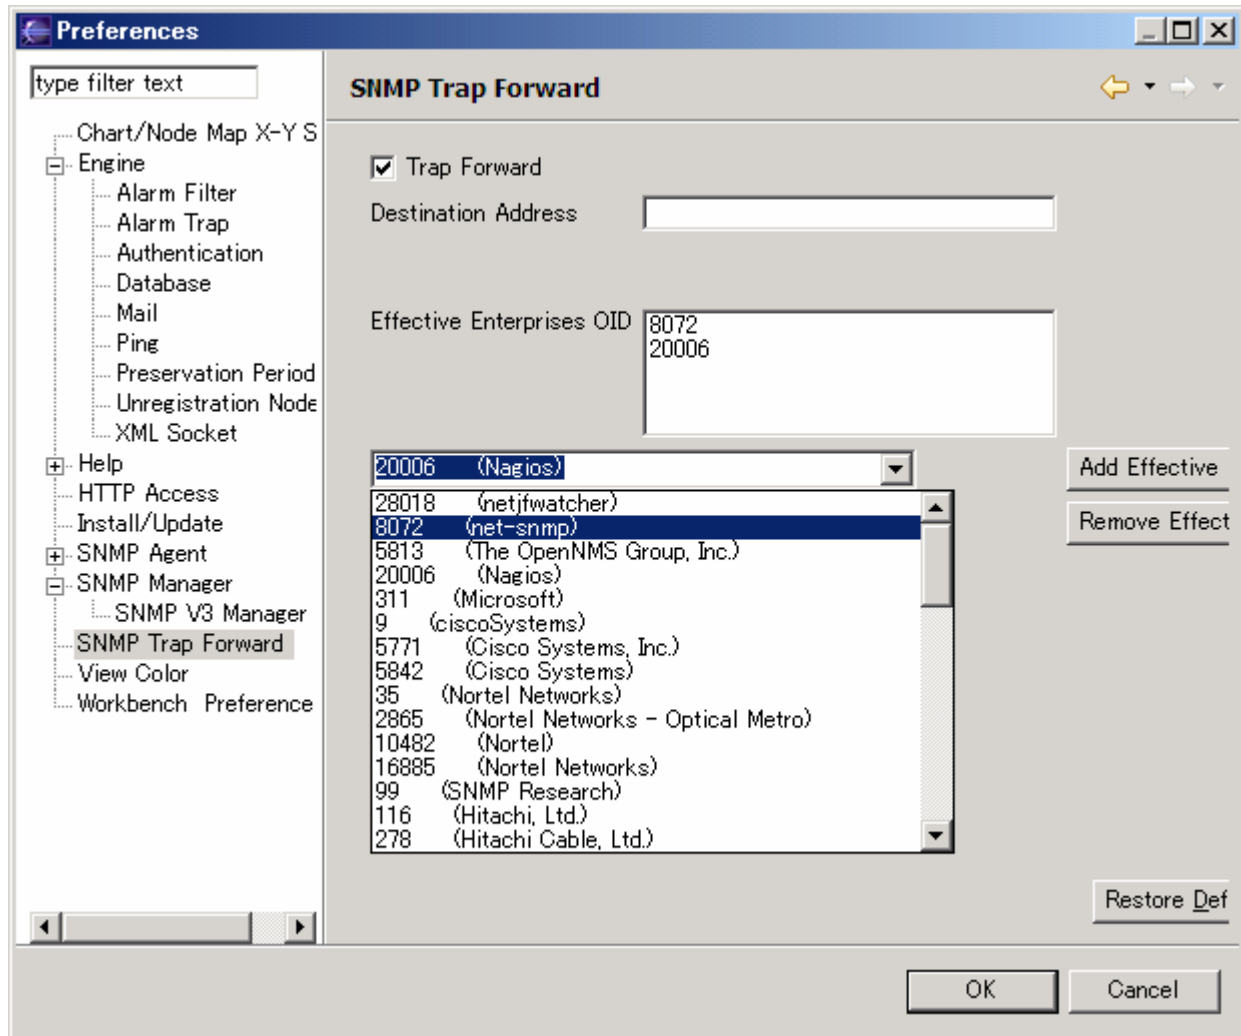 Preferences
type filter text
Chart/Node Map X-Y S
Engine
Alarm Filter
Alarm Trap
Authentication
Database
Mail
Ping
Preservation Period
Unregistration Node
XML Socket
Help
HTTP Access
Install/Update
SNMP Agent
SNMP Manager
SNMP V3 Manager
SNMP Trap Forward
View Color
Workbench Preference
SNMP Trap Forward
Trap Forward
Destination Address
Effective Enterprises OID
8072
20006
20006 (Nagios)
Add Effective
Remove Effect
28018 (netjfwatcher)
8072 (net-snmp)
5813 (The OpenNMS Group, Inc.)
20006 (Nagios)
311 (Microsoft)
9 (ciscoSystems)
5771 (Cisco Systems, Inc.)
5842 (Cisco Systems)
35 (Nortel Networks)
2865 (Nortel Networks - Optical Metro)
10482 (Nortel)
16885 (Nortel Networks)
99 (SNMP Research)
116 (Hitachi, Ltd.)
278 (Hitachi Cable, Ltd.)
Restore Def
OK
Cancel